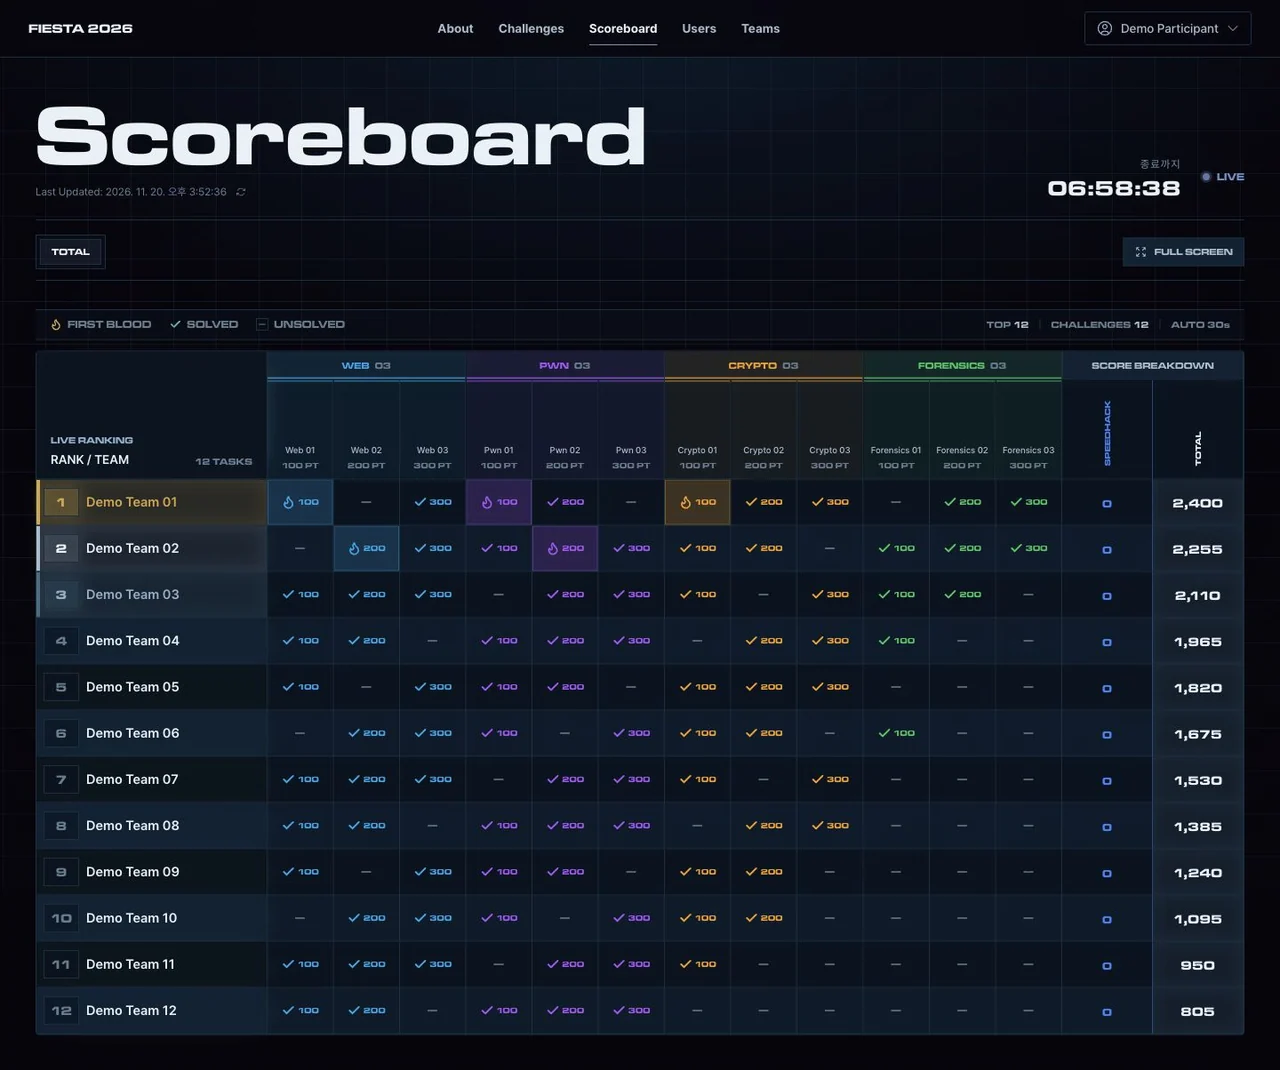 FIESTA 2026
About Challenges Scoreboard Users Teams
Demo Participant
Scoreboard
Last Updated: 2026. 11. 20. 오후 3:52:36
종료까지
06:58:38
LIVE
TOTAL
FULL SCREEN
FIRST BLOOD SOLVED UNSOLVED
TOP 12 CHALLENGES 12 AUTO 30s
WEB 03 PWN 03 CRYPTO 03 FORENSICS 03 SCORE BREAKDOWN
LIVE RANKING
RANK / TEAM 12 TASKS
Web 01 Web 02 Web 03 Pwn 01 Pwn 02 Pwn 03 Crypto 01 Crypto 02 Crypto 03 Forensics 01 Forensics 02 Forensics 03 SPEEDHACK TOTAL
100 PT 200 PT 300 PT 100 PT 200 PT 300 PT 100 PT 200 PT 300 PT 100 PT 200 PT 300 PT
1 Demo Team 01 100 — 300 100 200 — 100 200 300 — 200 300 0 2,400
2 Demo Team 02 — 200 300 100 200 300 100 200 — 100 200 300 0 2,255
3 Demo Team 03 100 200 300 — 200 300 100 — 300 100 200 — 0 2,110
4 Demo Team 04 100 200 — 100 200 300 — 200 300 100 — — 0 1,965
5 Demo Team 05 100 — 300 100 200 — 100 200 300 — — — 0 1,820
6 Demo Team 06 — 200 300 100 — 300 100 200 — 100 — — 0 1,675
7 Demo Team 07 100 200 300 — 200 300 100 — 300 — — — 0 1,530
8 Demo Team 08 100 200 — 100 200 300 — 200 300 — — — 0 1,385
9 Demo Team 09 100 — 300 100 200 — 100 200 — — — — 0 1,240
10 Demo Team 10 — 200 300 100 — 300 100 200 — — — — 0 1,095
11 Demo Team 11 100 200 300 — 200 300 100 — — — — — 0 950
12 Demo Team 12 100 200 — 100 200 300 — — — — — — 0 805